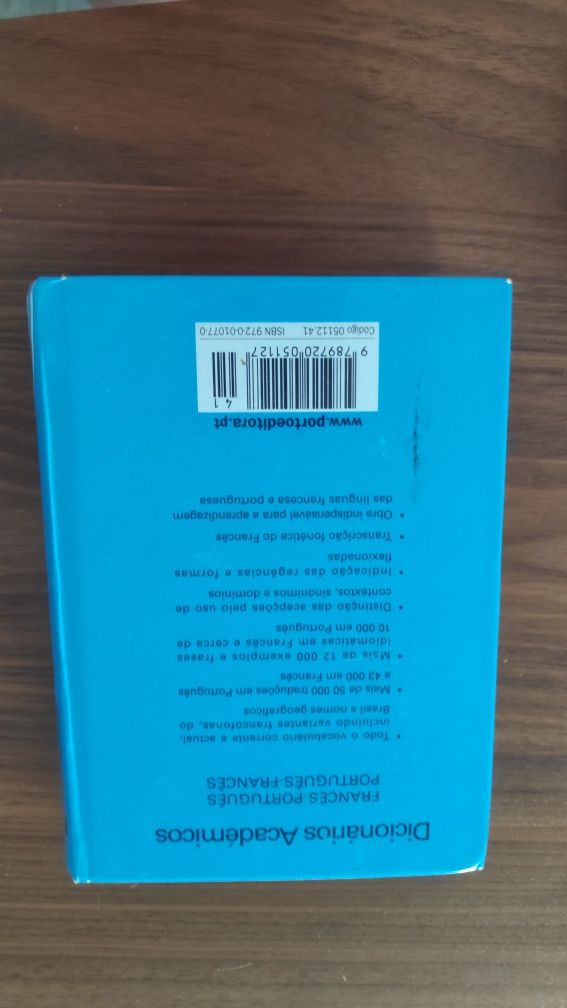 Dicionários Académicos
FRANCÊS-PORTUGUÊS
PORTUGUÊS-FRANCÊS
• Todo o vocabulário corrente e actual,
incluindo variantes francófonas, do
Brasil e nomes geográficos
• Mais de 50 000 traduções em Português
e 43 000 em Francês
• Mais de 12 000 exemplos e frases
idiomáticas em Francês e cerca de
10 000 em Português
• Distinção das acepções pelo uso de
contextos, sinónimos e domínios
• Indicação das regências e formas
flexionadas
• Transcrição fonética do Francês
• Obra indispensável para a aprendizagem
das línguas francesa e portuguesa
www.portoeditora.pt
41
9 789720 051127
Código 05112.41 ISBN 972-0-01077-0